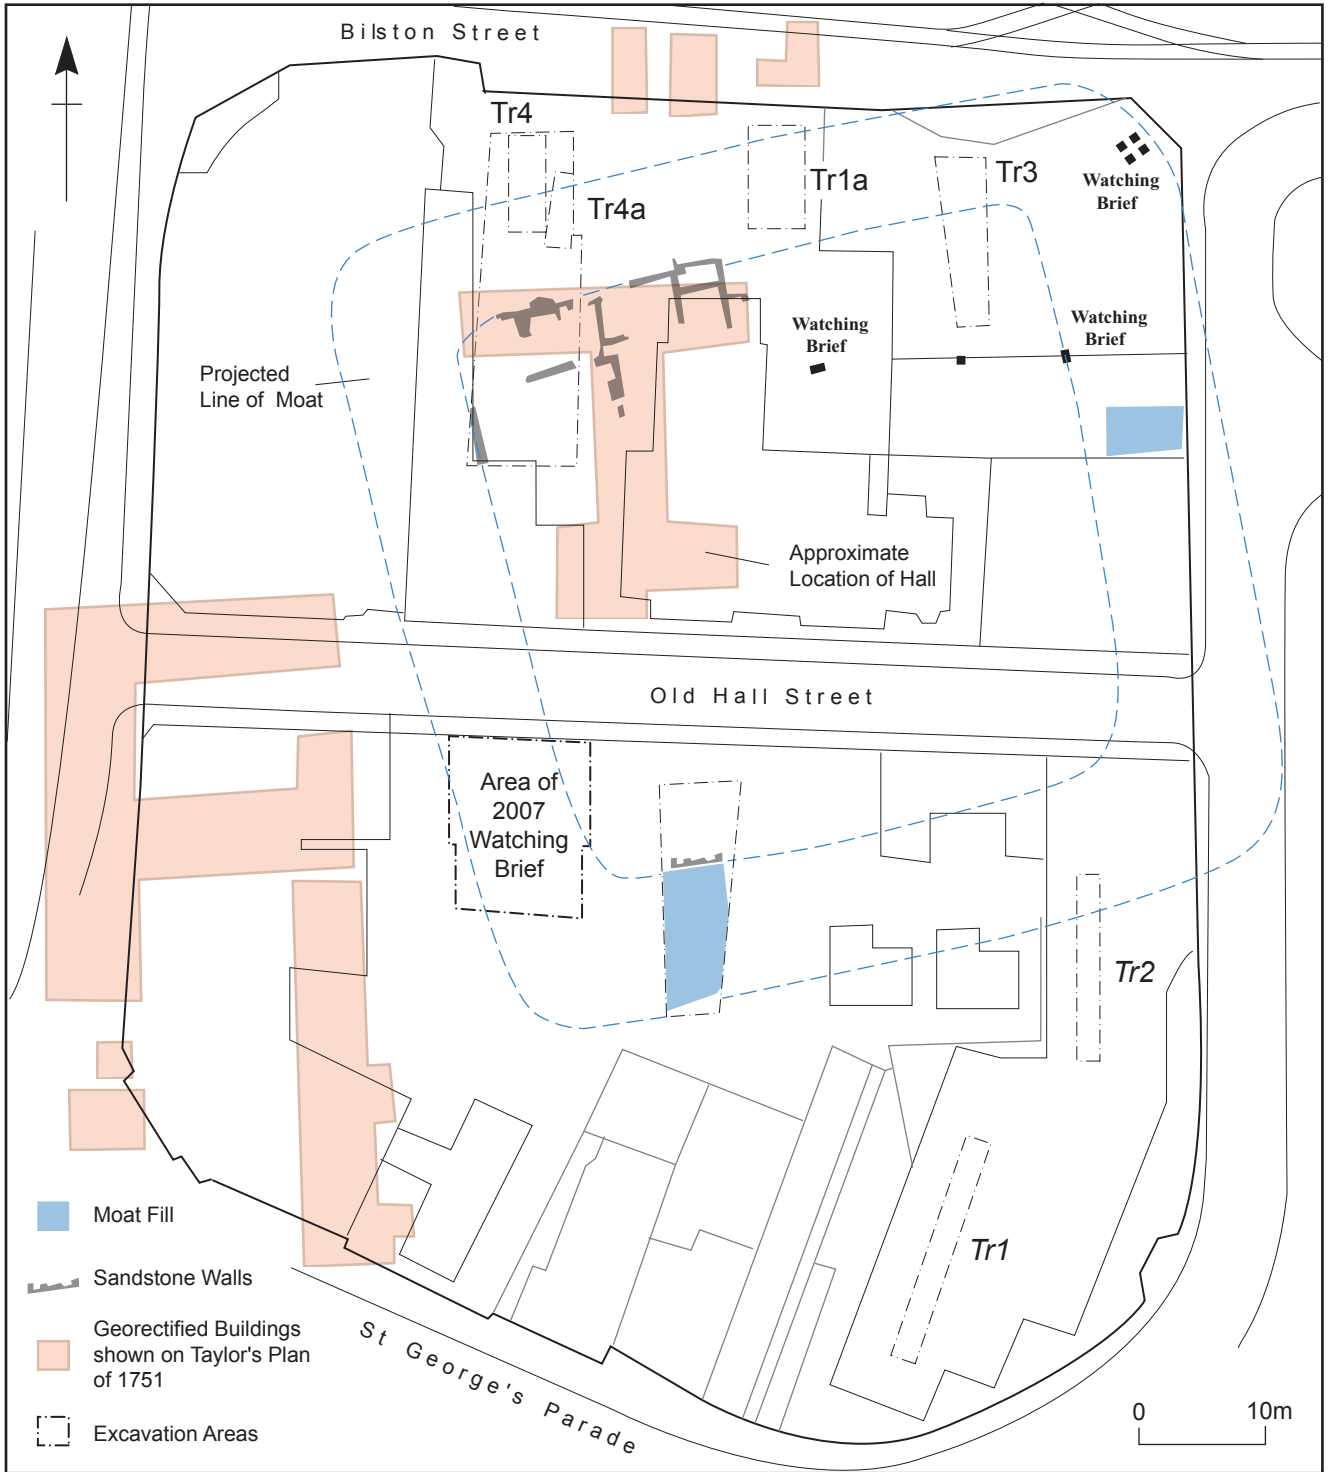 Bilston Street
Tr4
Tr4a
Tr1a
Tr3
Watching
Brief
Watching
Brief
Watching
Brief
Projected
Line of Moat
Approximate
Location of Hall
Old Hall Street
Area of
2007
Watching
Brief
Tr2
Tr1
Moat Fill
Sandstone Walls
Georectified Buildings
shown on Taylor's Plan
of 1751
Excavation Areas
St George's Parade
0 10m